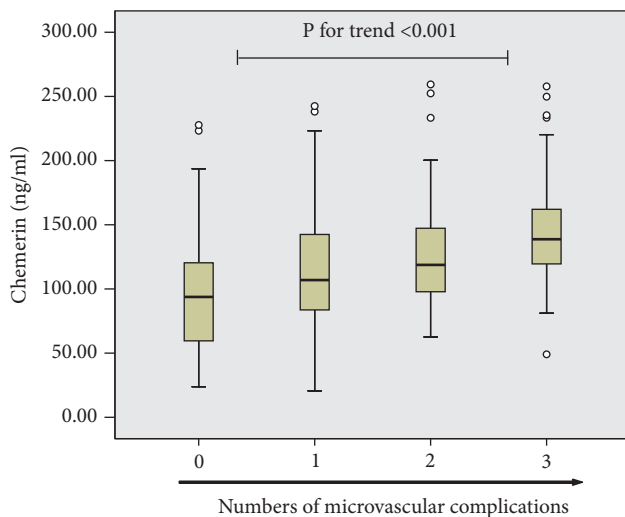 P for trend <0.001
300.00
250.00
200.00
150.00
100.00
50.00
0.00
Chemerin (ng/ml)
0 1 2 3
Numbers of microvascular complications